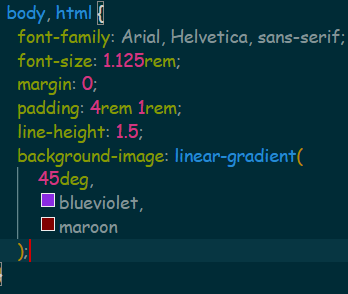 body, html {
font-family: Arial, Helvetica, sans-serif;
font-size: 1.125rem;
margin: 0;
padding: 4rem 1rem;
line-height: 1.5;
background-image: linear-gradient(
45deg,
blueviolet,
maroon
);
}